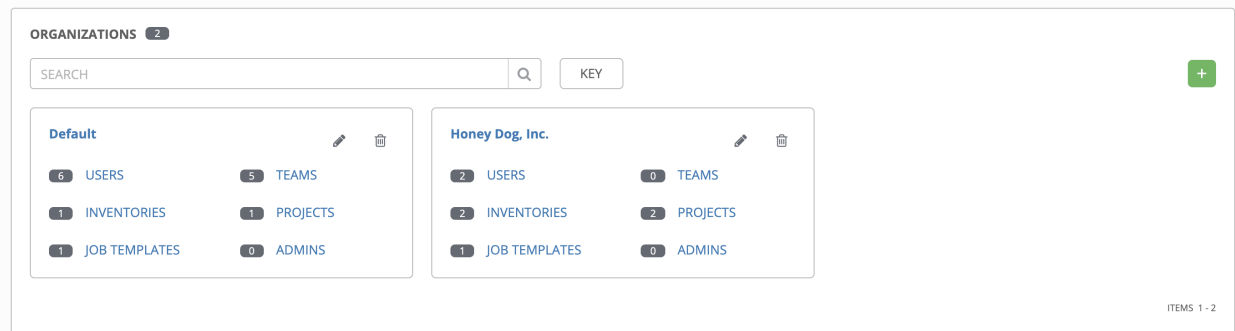 ORGANIZATIONS 2
SEARCH
KEY
+
Default
6 USERS 5 TEAMS
1 INVENTORIES 1 PROJECTS
1 JOB TEMPLATES 0 ADMINS
Honey Dog, Inc.
2 USERS 0 TEAMS
2 INVENTORIES 2 PROJECTS
1 JOB TEMPLATES 0 ADMINS
ITEMS 1 - 2